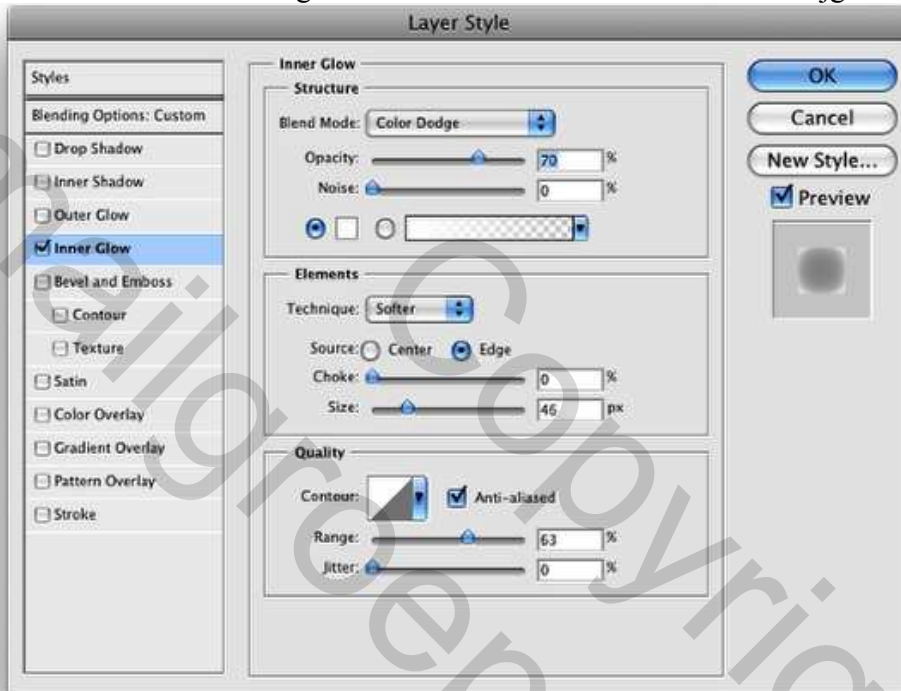 Layer Style
Styles
Blending Options: Custom
Drop Shadow
Inner Shadow
Outer Glow
Inner Glow
Bevel and Emboss
Contour
Texture
Satin
Color Overlay
Gradient Overlay
Pattern Overlay
Stroke
Inner Glow
Structure
Blend Mode: Color Dodge
Opacity: 70 %
Noise: 0 %
Elements
Technique: Softer
Source: Center Edge
Choke: 0 %
Size: 46 px
Quality
Contour: Anti-aliased
Range: 63 %
Jitter: 0 %
OK
Cancel
New Style...
Preview
Copyri